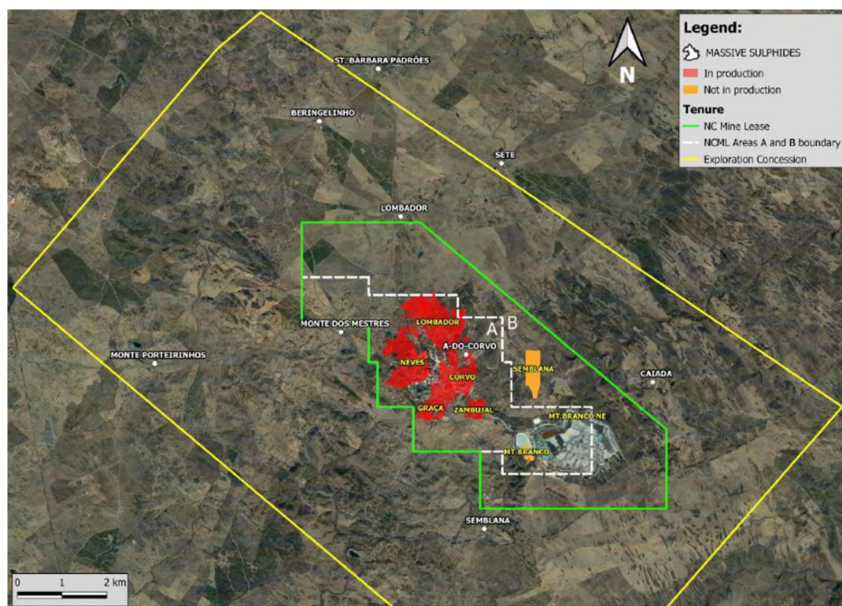 Legend:
MASSIVE SULPHIDES
In production
Not in production
Tenure
NC Mine Lease
NCML Areas A and B boundary
Exploration Concession
N
ST. BÁRBARA PADRÕES
BERINGELINHO
SETE
LOMBADOR
MONTE DOS MESTRES
LOMBADOR
A B
A-DO-CORVO
MONTE PORTEIRINHOS
NEVES
CORVO
SEMBLANA
CAIADA
GRAÇA
ZAMBUJAL
MT.BRANCO NE
MT.BRANCO
SEMBLANA
0 1 2 km